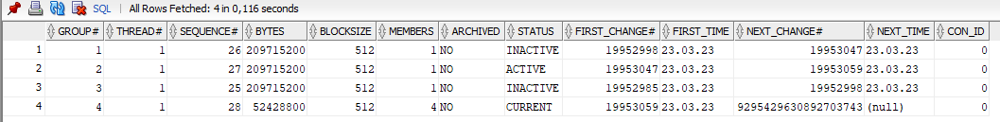 SQL | All Rows Fetched: 4 in 0,116 seconds
GROUP# THREAD# SEQUENCE# BYTES BLOCKSIZE MEMBERS ARCHIVED STATUS FIRST_CHANGE# FIRST_TIME NEXT_CHANGE# NEXT_TIME CON_ID
1 1 1 26 209715200 512 1 NO INACTIVE 19952998 23.03.23 19953047 23.03.23 0
2 2 1 27 209715200 512 1 NO ACTIVE 19953047 23.03.23 19953059 23.03.23 0
3 3 1 25 209715200 512 1 NO INACTIVE 19952985 23.03.23 19952998 23.03.23 0
4 4 1 28 52428800 512 4 NO CURRENT 19953059 23.03.23 9295429630892703743 (null) 0